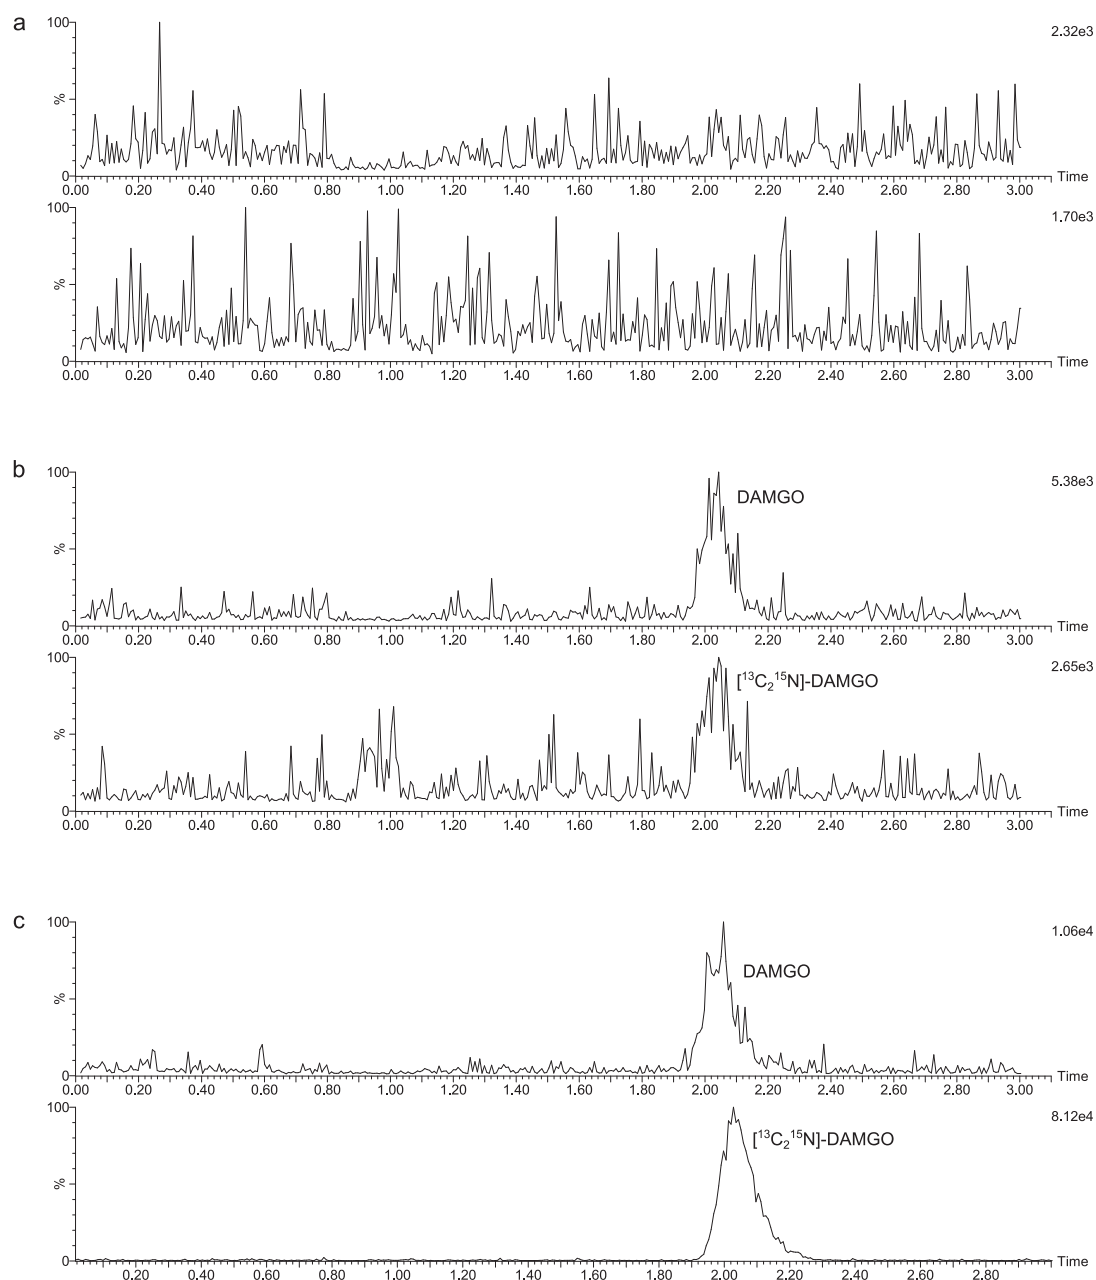 a
100
2.32e3
%
0
0.00 0.20 0.40 0.60 0.80 1.00 1.20 1.40 1.60 1.80 2.00 2.20 2.40 2.60 2.80 3.00 Time
100
1.70e3
%
0
0.00 0.20 0.40 0.60 0.80 1.00 1.20 1.40 1.60 1.80 2.00 2.20 2.40 2.60 2.80 3.00 Time
b
100
5.38e3
DAMGO
%
0
0.00 0.20 0.40 0.60 0.80 1.00 1.20 1.40 1.60 1.80 2.00 2.20 2.40 2.60 2.80 3.00 Time
100
2.65e3
[¹³C₂¹⁵N]-DAMGO
%
0
0.00 0.20 0.40 0.60 0.80 1.00 1.20 1.40 1.60 1.80 2.00 2.20 2.40 2.60 2.80 3.00 Time
c
100
1.06e4
DAMGO
%
0
0.00 0.20 0.40 0.60 0.80 1.00 1.20 1.40 1.60 1.80 2.00 2.20 2.40 2.60 2.80 3.00 Time
100
8.12e4
[¹³C₂¹⁵N]-DAMGO
%
0
0.20 0.40 0.60 0.80 1.00 1.20 1.40 1.60 1.80 2.00 2.20 2.40 2.60 2.80 Time